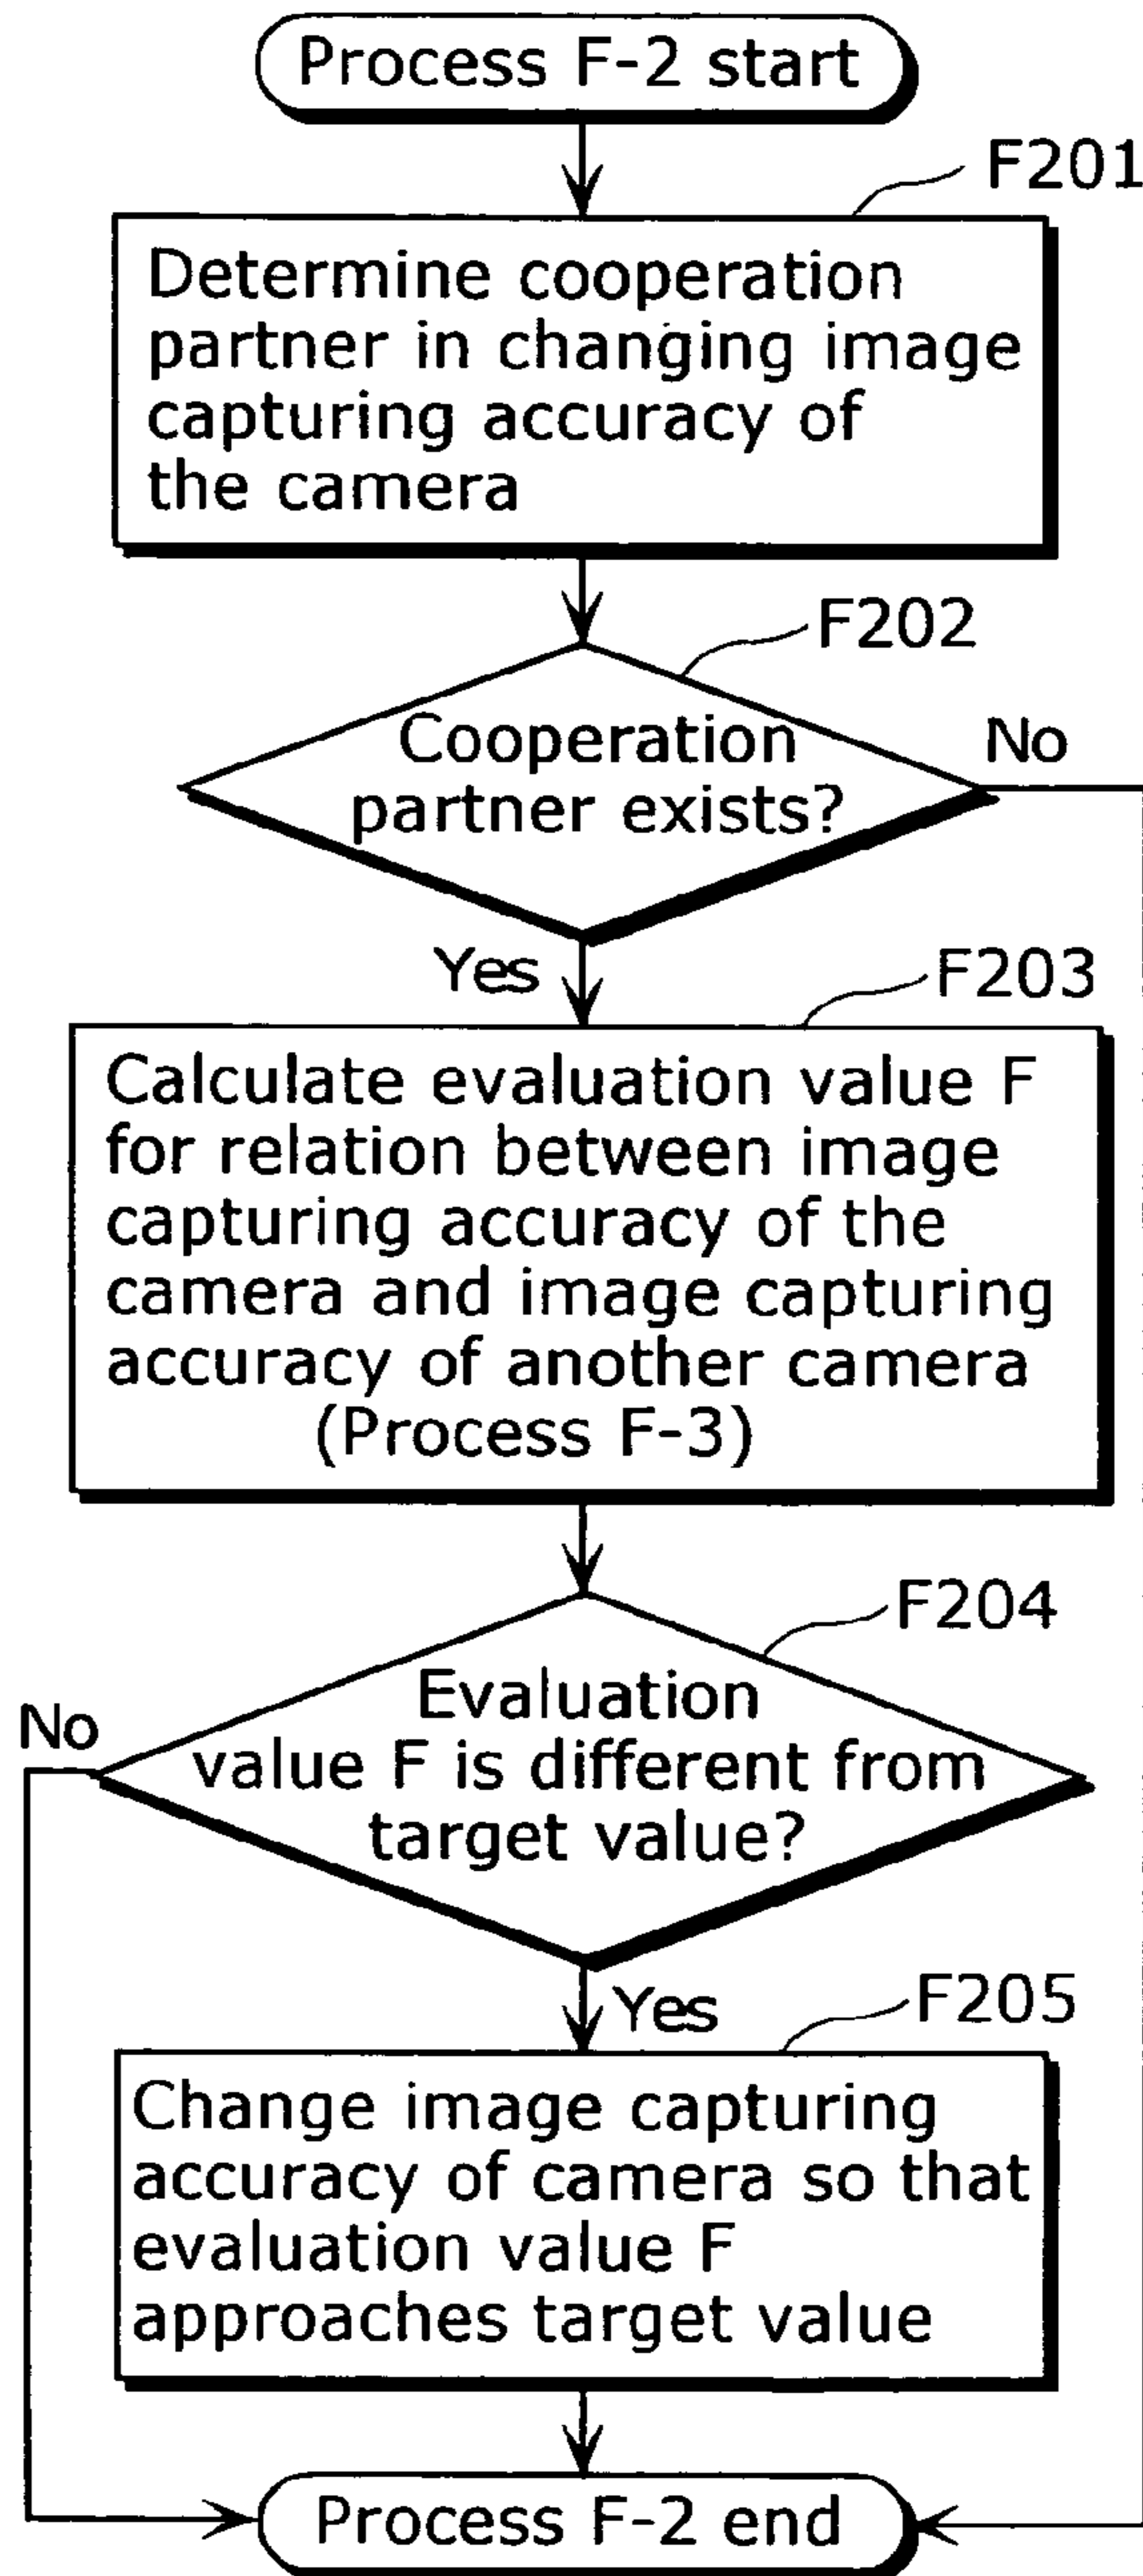 Process F-2 start
F201
Determine cooperation
partner in changing image
capturing accuracy of
the camera
F202
Cooperation
partner exists?
No
Yes
F203
Calculate evaluation value F
for relation between image
capturing accuracy of the
camera and image capturing
accuracy of another camera
(Process F-3)
F204
Evaluation
value F is different from
target value?
No
Yes
F205
Change image capturing
accuracy of camera so that
evaluation value F
approaches target value
Process F-2 end